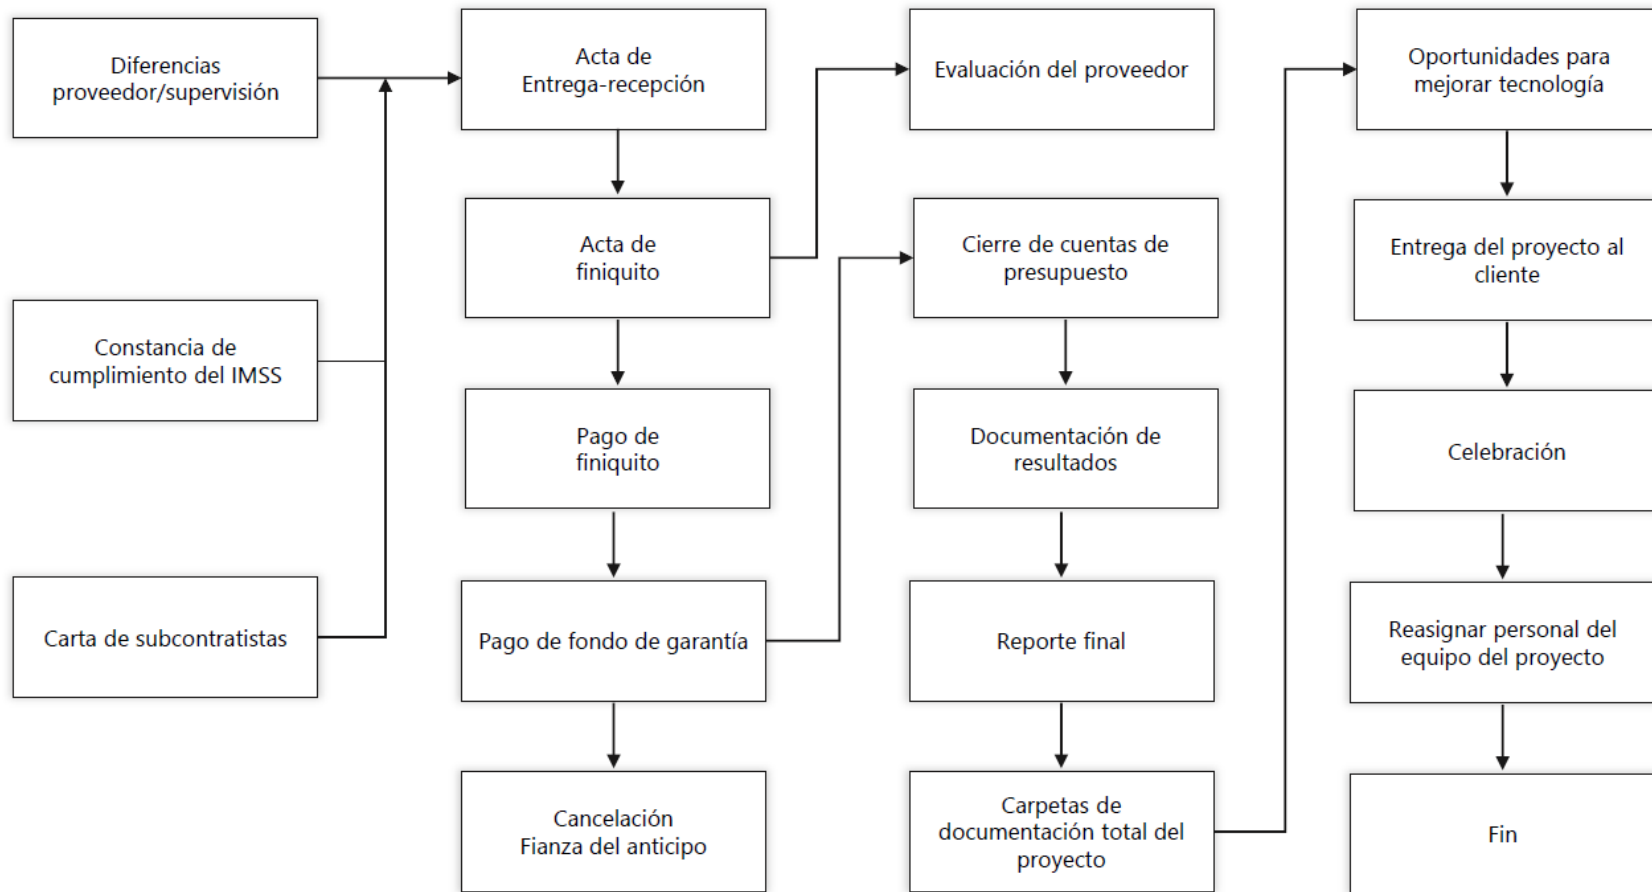 Diferencias
proveedor/supervisión
Constancia de
cumplimiento del IMSS
Carta de subcontratistas
Acta de
Entrega-recepción
Acta de
finiquito
Pago de
finiquito
Pago de fondo de garantía
Cancelación
Fianza del anticipo
Evaluación del proveedor
Cierre de cuentas de
presupuesto
Documentación de
resultados
Reporte final
Carpetas de
documentación total del
proyecto
Oportunidades para
mejorar tecnología
Entrega del proyecto al
cliente
Celebración
Reasignar personal del
equipo del proyecto
Fin